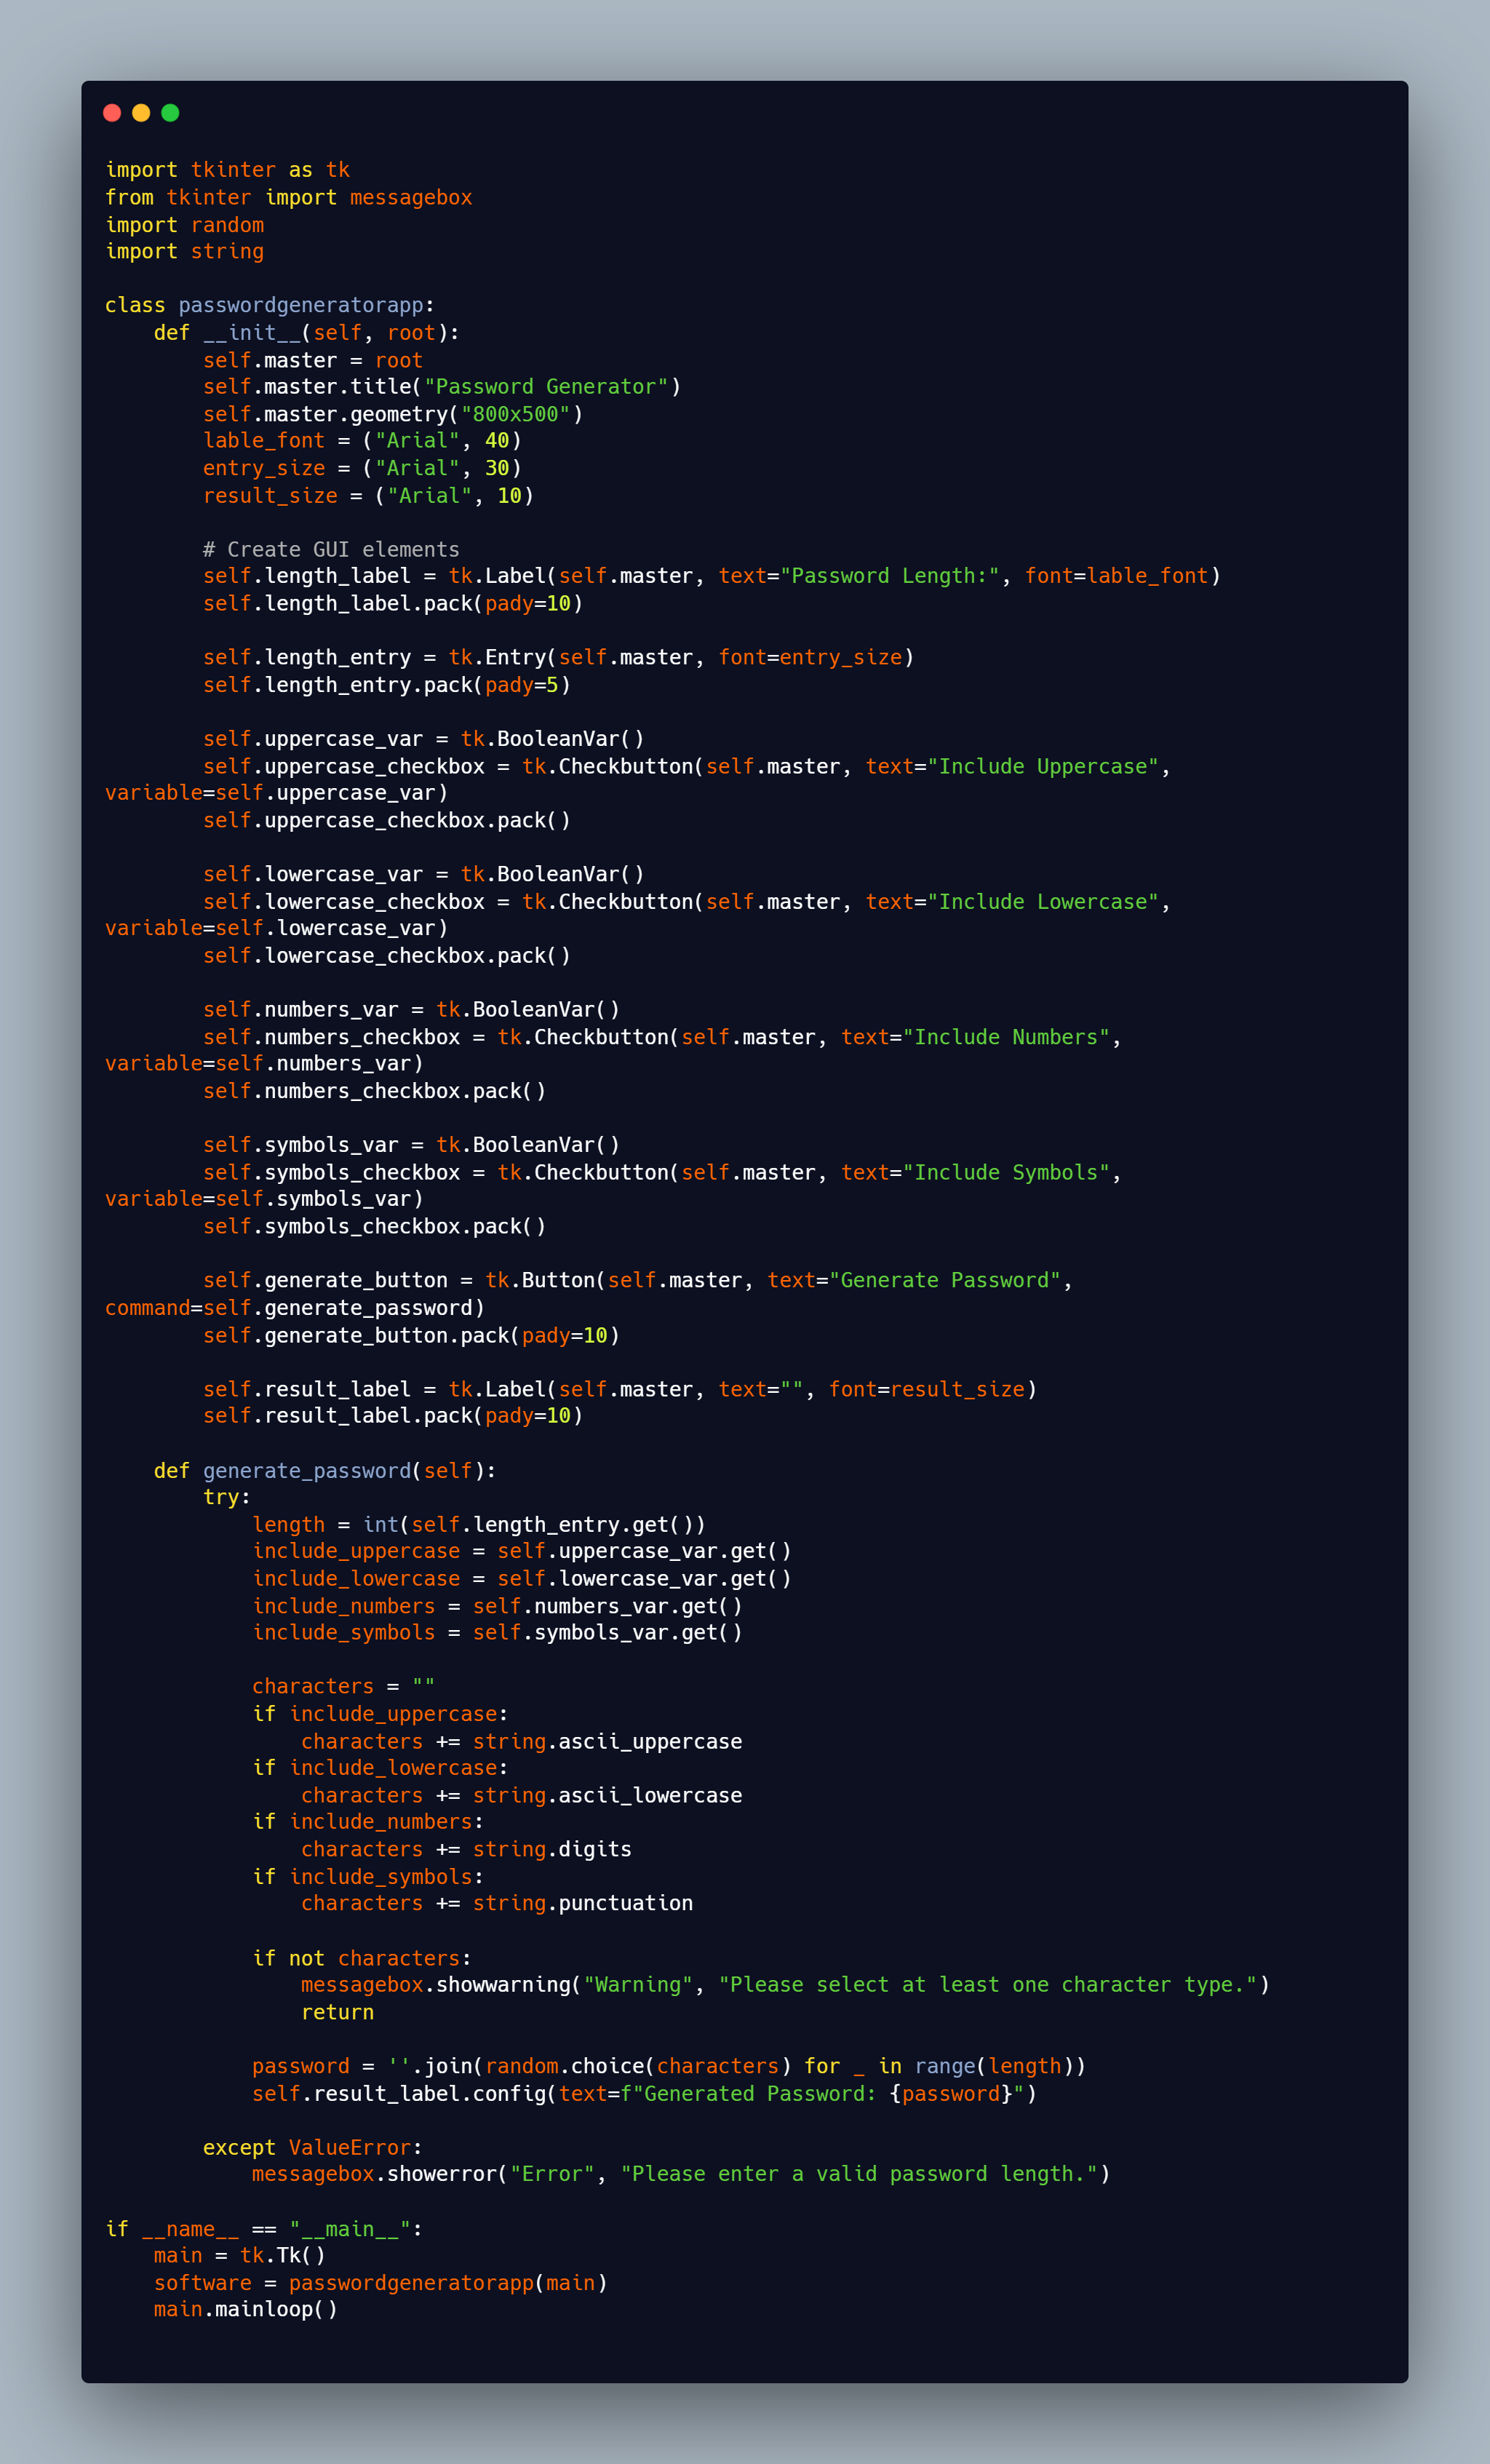 import tkinter as tk
from tkinter import messagebox
import random
import string

class passwordgeneratorapp:
    def __init__(self, root):
        self.master = root
        self.master.title("Password Generator")
        self.master.geometry("800x500")
        lable_font = ("Arial", 40)
        entry_size = ("Arial", 30)
        result_size = ("Arial", 10)

        # Create GUI elements
        self.length_label = tk.Label(self.master, text="Password Length:", font=lable_font)
        self.length_label.pack(pady=10)

        self.length_entry = tk.Entry(self.master, font=entry_size)
        self.length_entry.pack(pady=5)

        self.uppercase_var = tk.BooleanVar()
        self.uppercase_checkbox = tk.Checkbutton(self.master, text="Include Uppercase",
variable=self.uppercase_var)
        self.uppercase_checkbox.pack()

        self.lowercase_var = tk.BooleanVar()
        self.lowercase_checkbox = tk.Checkbutton(self.master, text="Include Lowercase",
variable=self.lowercase_var)
        self.lowercase_checkbox.pack()

        self.numbers_var = tk.BooleanVar()
        self.numbers_checkbox = tk.Checkbutton(self.master, text="Include Numbers",
variable=self.numbers_var)
        self.numbers_checkbox.pack()

        self.symbols_var = tk.BooleanVar()
        self.symbols_checkbox = tk.Checkbutton(self.master, text="Include Symbols",
variable=self.symbols_var)
        self.symbols_checkbox.pack()

        self.generate_button = tk.Button(self.master, text="Generate Password",
command=self.generate_password)
        self.generate_button.pack(pady=10)

        self.result_label = tk.Label(self.master, text="", font=result_size)
        self.result_label.pack(pady=10)

    def generate_password(self):
        try:
            length = int(self.length_entry.get())
            include_uppercase = self.uppercase_var.get()
            include_lowercase = self.lowercase_var.get()
            include_numbers = self.numbers_var.get()
            include_symbols = self.symbols_var.get()

            characters = ""
            if include_uppercase:
                characters += string.ascii_uppercase
            if include_lowercase:
                characters += string.ascii_lowercase
            if include_numbers:
                characters += string.digits
            if include_symbols:
                characters += string.punctuation

            if not characters:
                messagebox.showwarning("Warning", "Please select at least one character type.")
                return

            password = ''.join(random.choice(characters) for _ in range(length))
            self.result_label.config(text=f"Generated Password: {password}")

        except ValueError:
            messagebox.showerror("Error", "Please enter a valid password length.")

if __name__ == "__main__":
    main = tk.Tk()
    software = passwordgeneratorapp(main)
    main.mainloop()